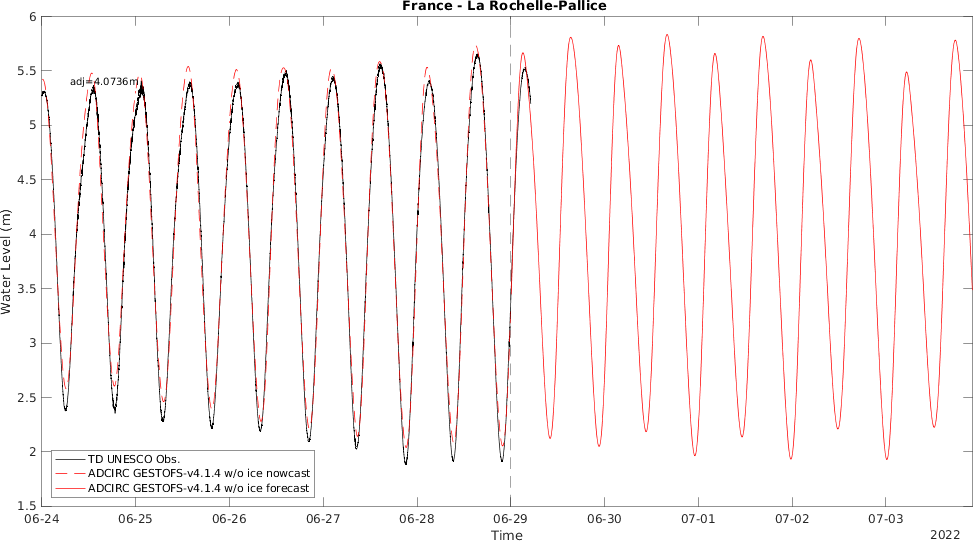 France - La Rochelle-Pallice
6
5.5
5
4.5
4
3.5
3
2.5
2
1.5
Water Level (m)
adj=4.0736m
TD UNESCO Obs.
ADCIRC GESTOFS-v4.1.4 w/o ice nowcast
ADCIRC GESTOFS-v4.1.4 w/o ice forecast
06-24 06-25 06-26 06-27 06-28 06-29 06-30 07-01 07-02 07-03
Time
2022